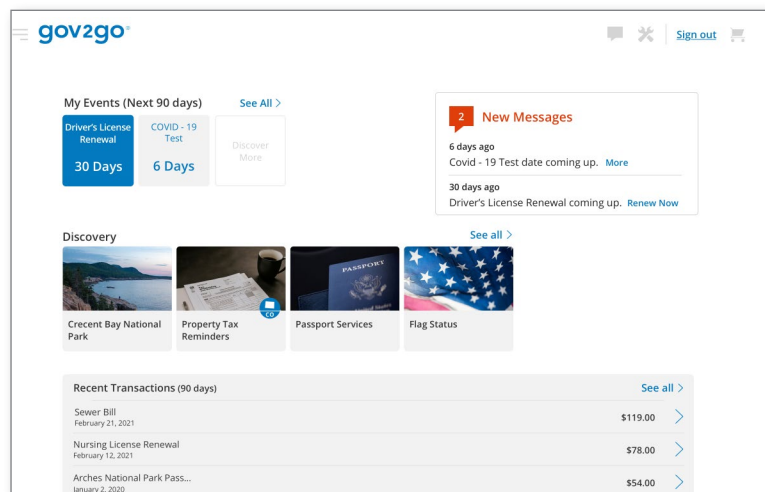 gov2go®
Sign out
My Events (Next 90 days)
See All >
Driver's License
Renewal
30 Days
COVID - 19
Test
6 Days
Discover
More
2
New Messages
6 days ago
Covid - 19 Test date coming up. More
30 days ago
Driver's License Renewal coming up. Renew Now
Discovery
See all >
PASSPORT
CO
Crecent Bay National
Park
Property Tax
Reminders
Passport Services
Flag Status
Recent Transactions (90 days)
See all >
Sewer Bill
February 21, 2021
$119.00
Nursing License Renewal
February 12, 2021
$78.00
Arches National Park Pass...
January 2, 2020
$54.00